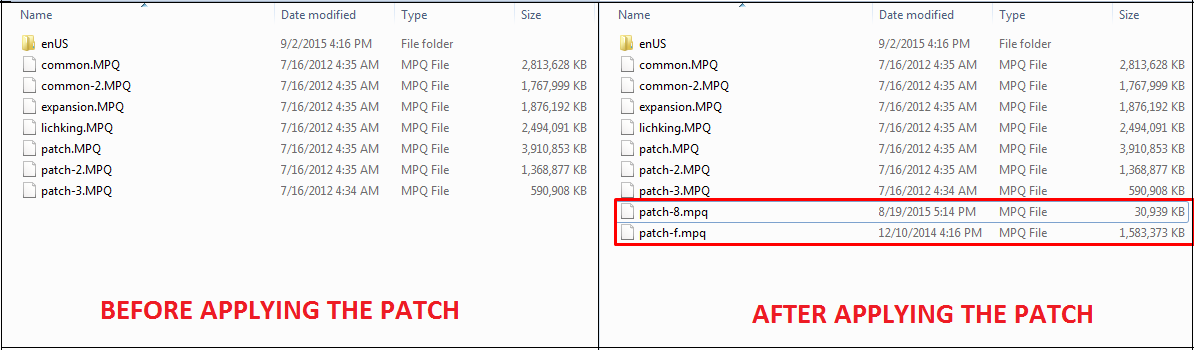 Name Date modified Type Size
enUS 9/2/2015 4:16 PM File folder
common.MPQ 7/16/2012 4:35 AM MPQ File 2,813,628 KB
common-2.MPQ 7/16/2012 4:35 AM MPQ File 1,767,999 KB
expansion.MPQ 7/16/2012 4:35 AM MPQ File 1,876,192 KB
lichking.MPQ 7/16/2012 4:35 AM MPQ File 2,494,091 KB
patch.MPQ 7/16/2012 4:35 AM MPQ File 3,910,853 KB
patch-2.MPQ 7/16/2012 4:35 AM MPQ File 1,368,877 KB
patch-3.MPQ 7/16/2012 4:34 AM MPQ File 590,908 KB
BEFORE APPLYING THE PATCH
Name Date modified Type Size
enUS 9/2/2015 4:16 PM File folder
common.MPQ 7/16/2012 4:35 AM MPQ File 2,813,628 KB
common-2.MPQ 7/16/2012 4:35 AM MPQ File 1,767,999 KB
expansion.MPQ 7/16/2012 4:35 AM MPQ File 1,876,192 KB
lichking.MPQ 7/16/2012 4:35 AM MPQ File 2,494,091 KB
patch.MPQ 7/16/2012 4:35 AM MPQ File 3,910,853 KB
patch-2.MPQ 7/16/2012 4:35 AM MPQ File 1,368,877 KB
patch-3.MPQ 7/16/2012 4:34 AM MPQ File 590,908 KB
patch-8.mpq 8/19/2015 5:14 PM MPQ File 30,939 KB
patch-f.mpq 12/10/2014 4:16 PM MPQ File 1,583,373 KB
AFTER APPLYING THE PATCH